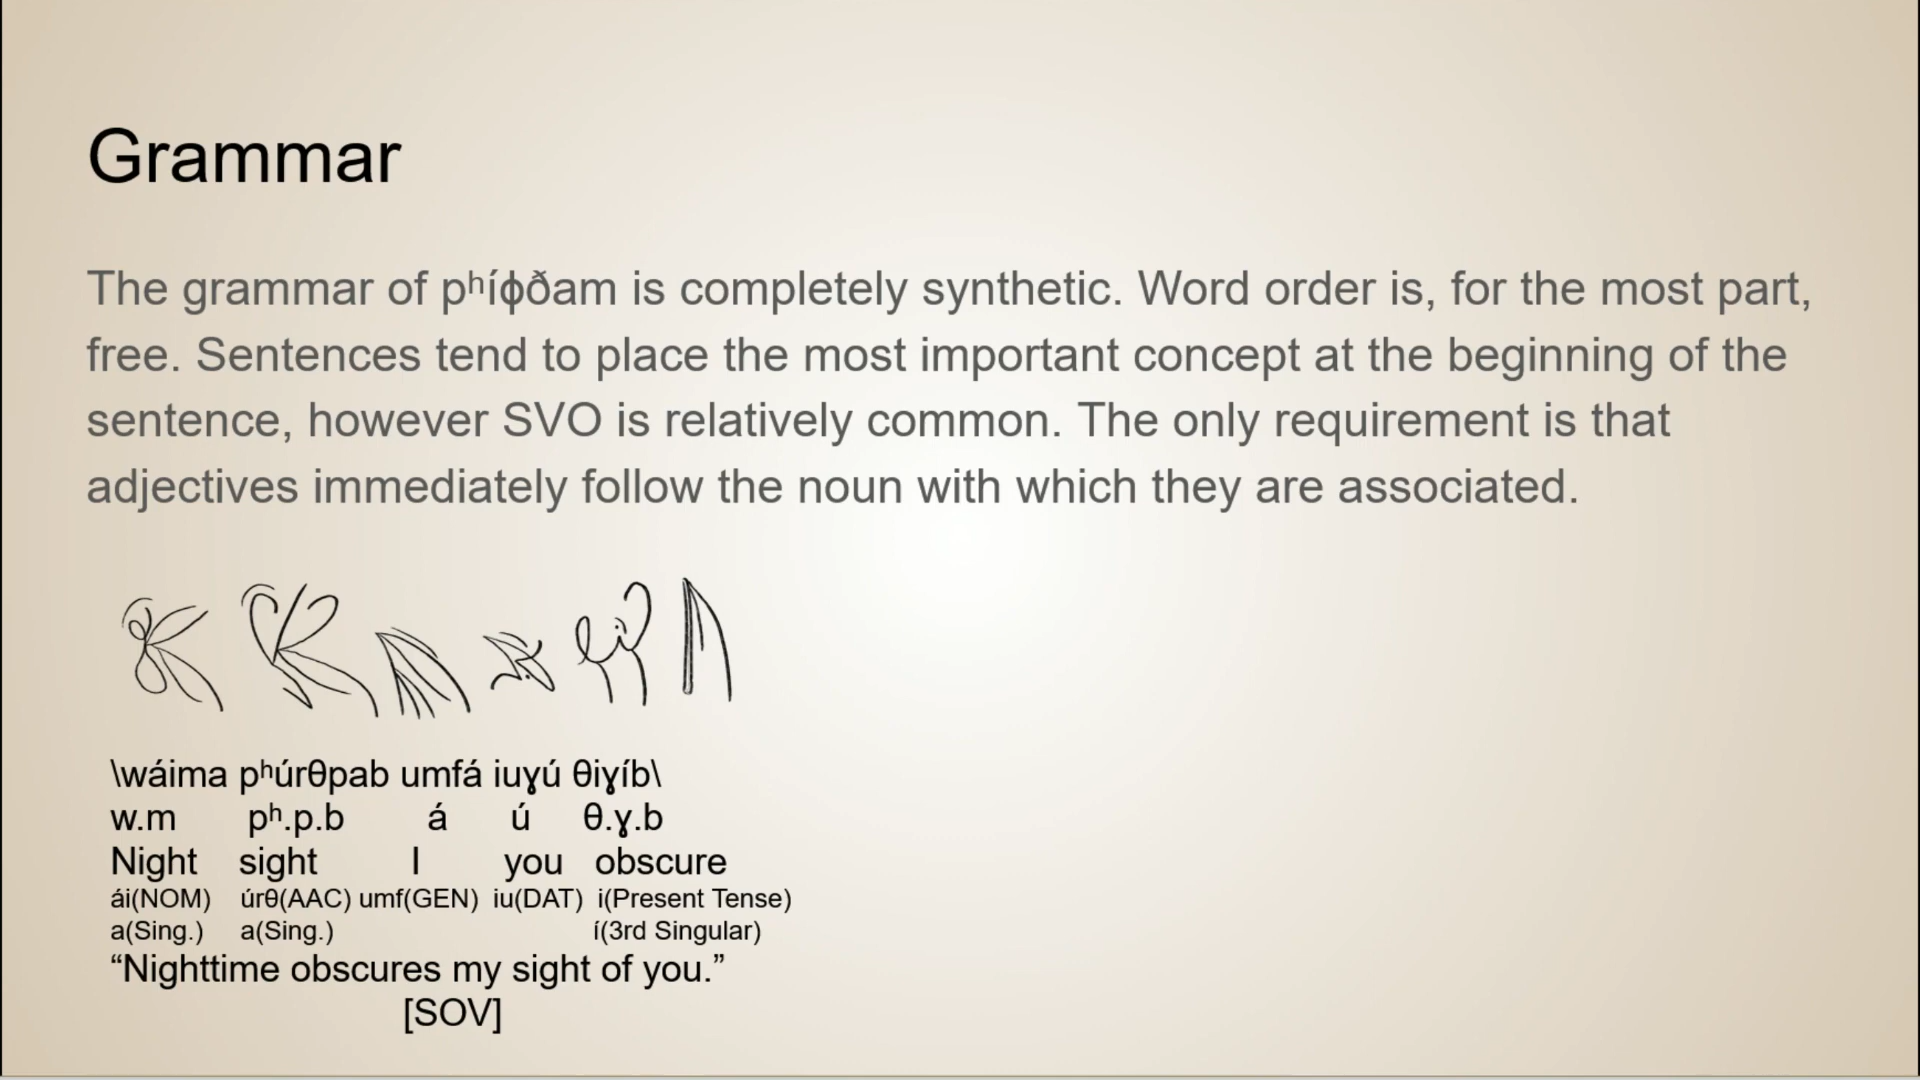 Grammar
The grammar of pʰíɸðam is completely synthetic. Word order is, for the most part,
free. Sentences tend to place the most important concept at the beginning of the
sentence, however SVO is relatively common. The only requirement is that
adjectives immediately follow the noun with which they are associated.
\wáima pʰúrθpab umfá iuɣú θiɣíb\
w.m pʰ.p.b á ú θ.ɣ.b
Night sight I you obscure
ái(NOM) úrθ(AAC) umf(GEN) iu(DAT) i(Present Tense)
a(Sing.) a(Sing.) í(3rd Singular)
“Nighttime obscures my sight of you.”
[SOV]